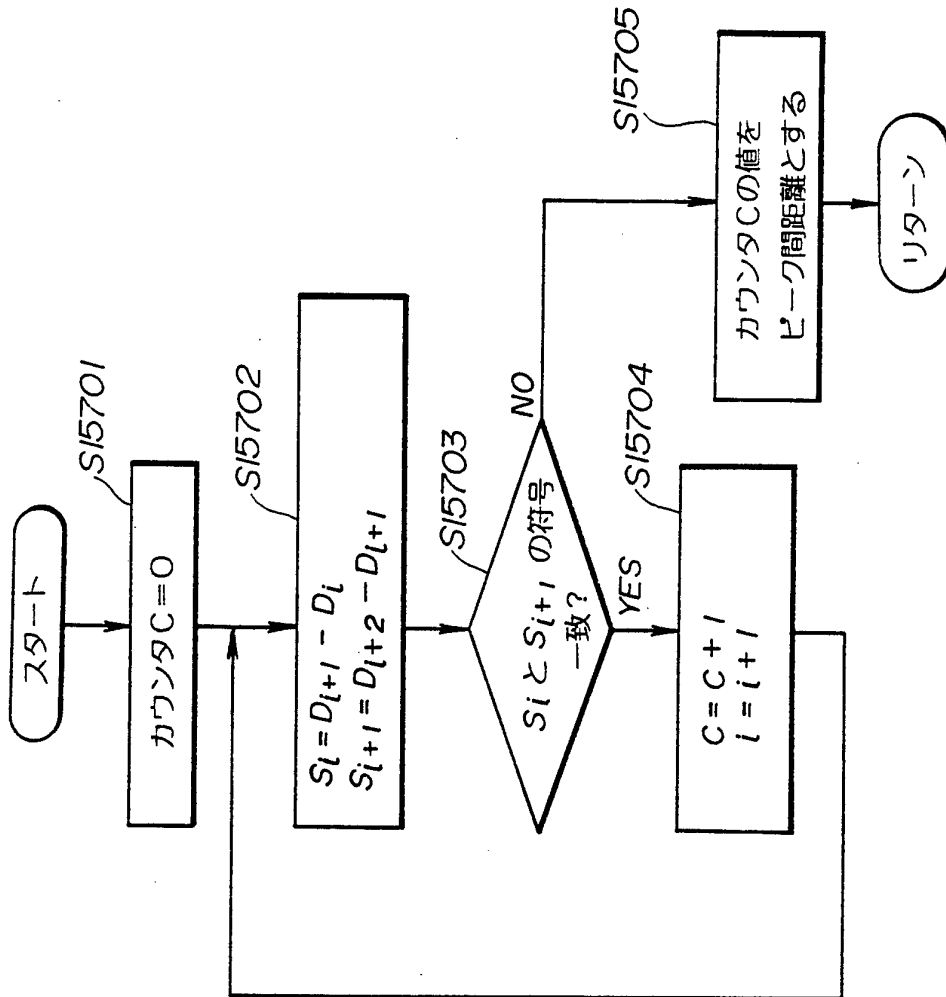 スタート
S15701
カウンタC=0
S15702
Si=Di+1−Di
Si+1=Di+2−Di+1
S15703
SiとSi+1の符号
一致?
YES
NO
S15704
C=C+1
i=i+1
S15705
カウンタCの値を
ピーク間距離とする
リターン